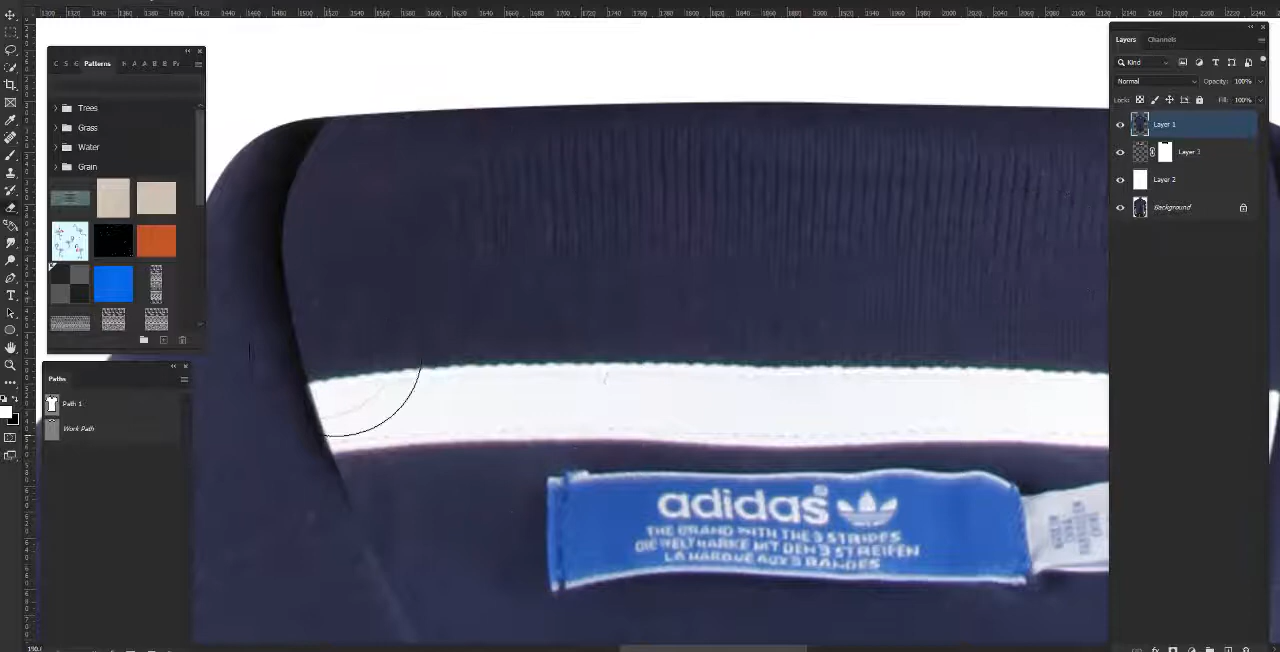 Patterns
Trees
Grass
Water
Grain
Paths
Path 1
Work Path
adidas®
THE BRAND WITH THE 3 STRIPES
DIE WELTMARKE MIT DEN 3 STREIFEN
LA MARQUE AUX 3 BANDES
Layers
Channels
Kind
Normal
Opacity: 100%
Lock:
Fill: 100%
Layer 1
Layer 3
Layer 2
Background